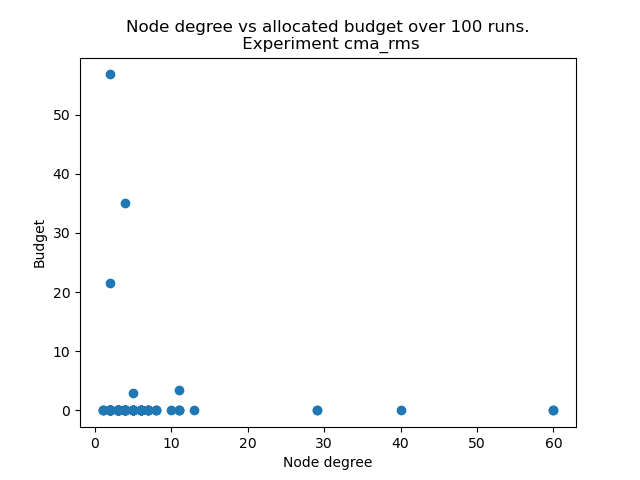 Node degree vs allocated budget over 100 runs.
Experiment cma_rms
50
40
30
20
10
0
Budget
0 10 20 30 40 50 60
Node degree